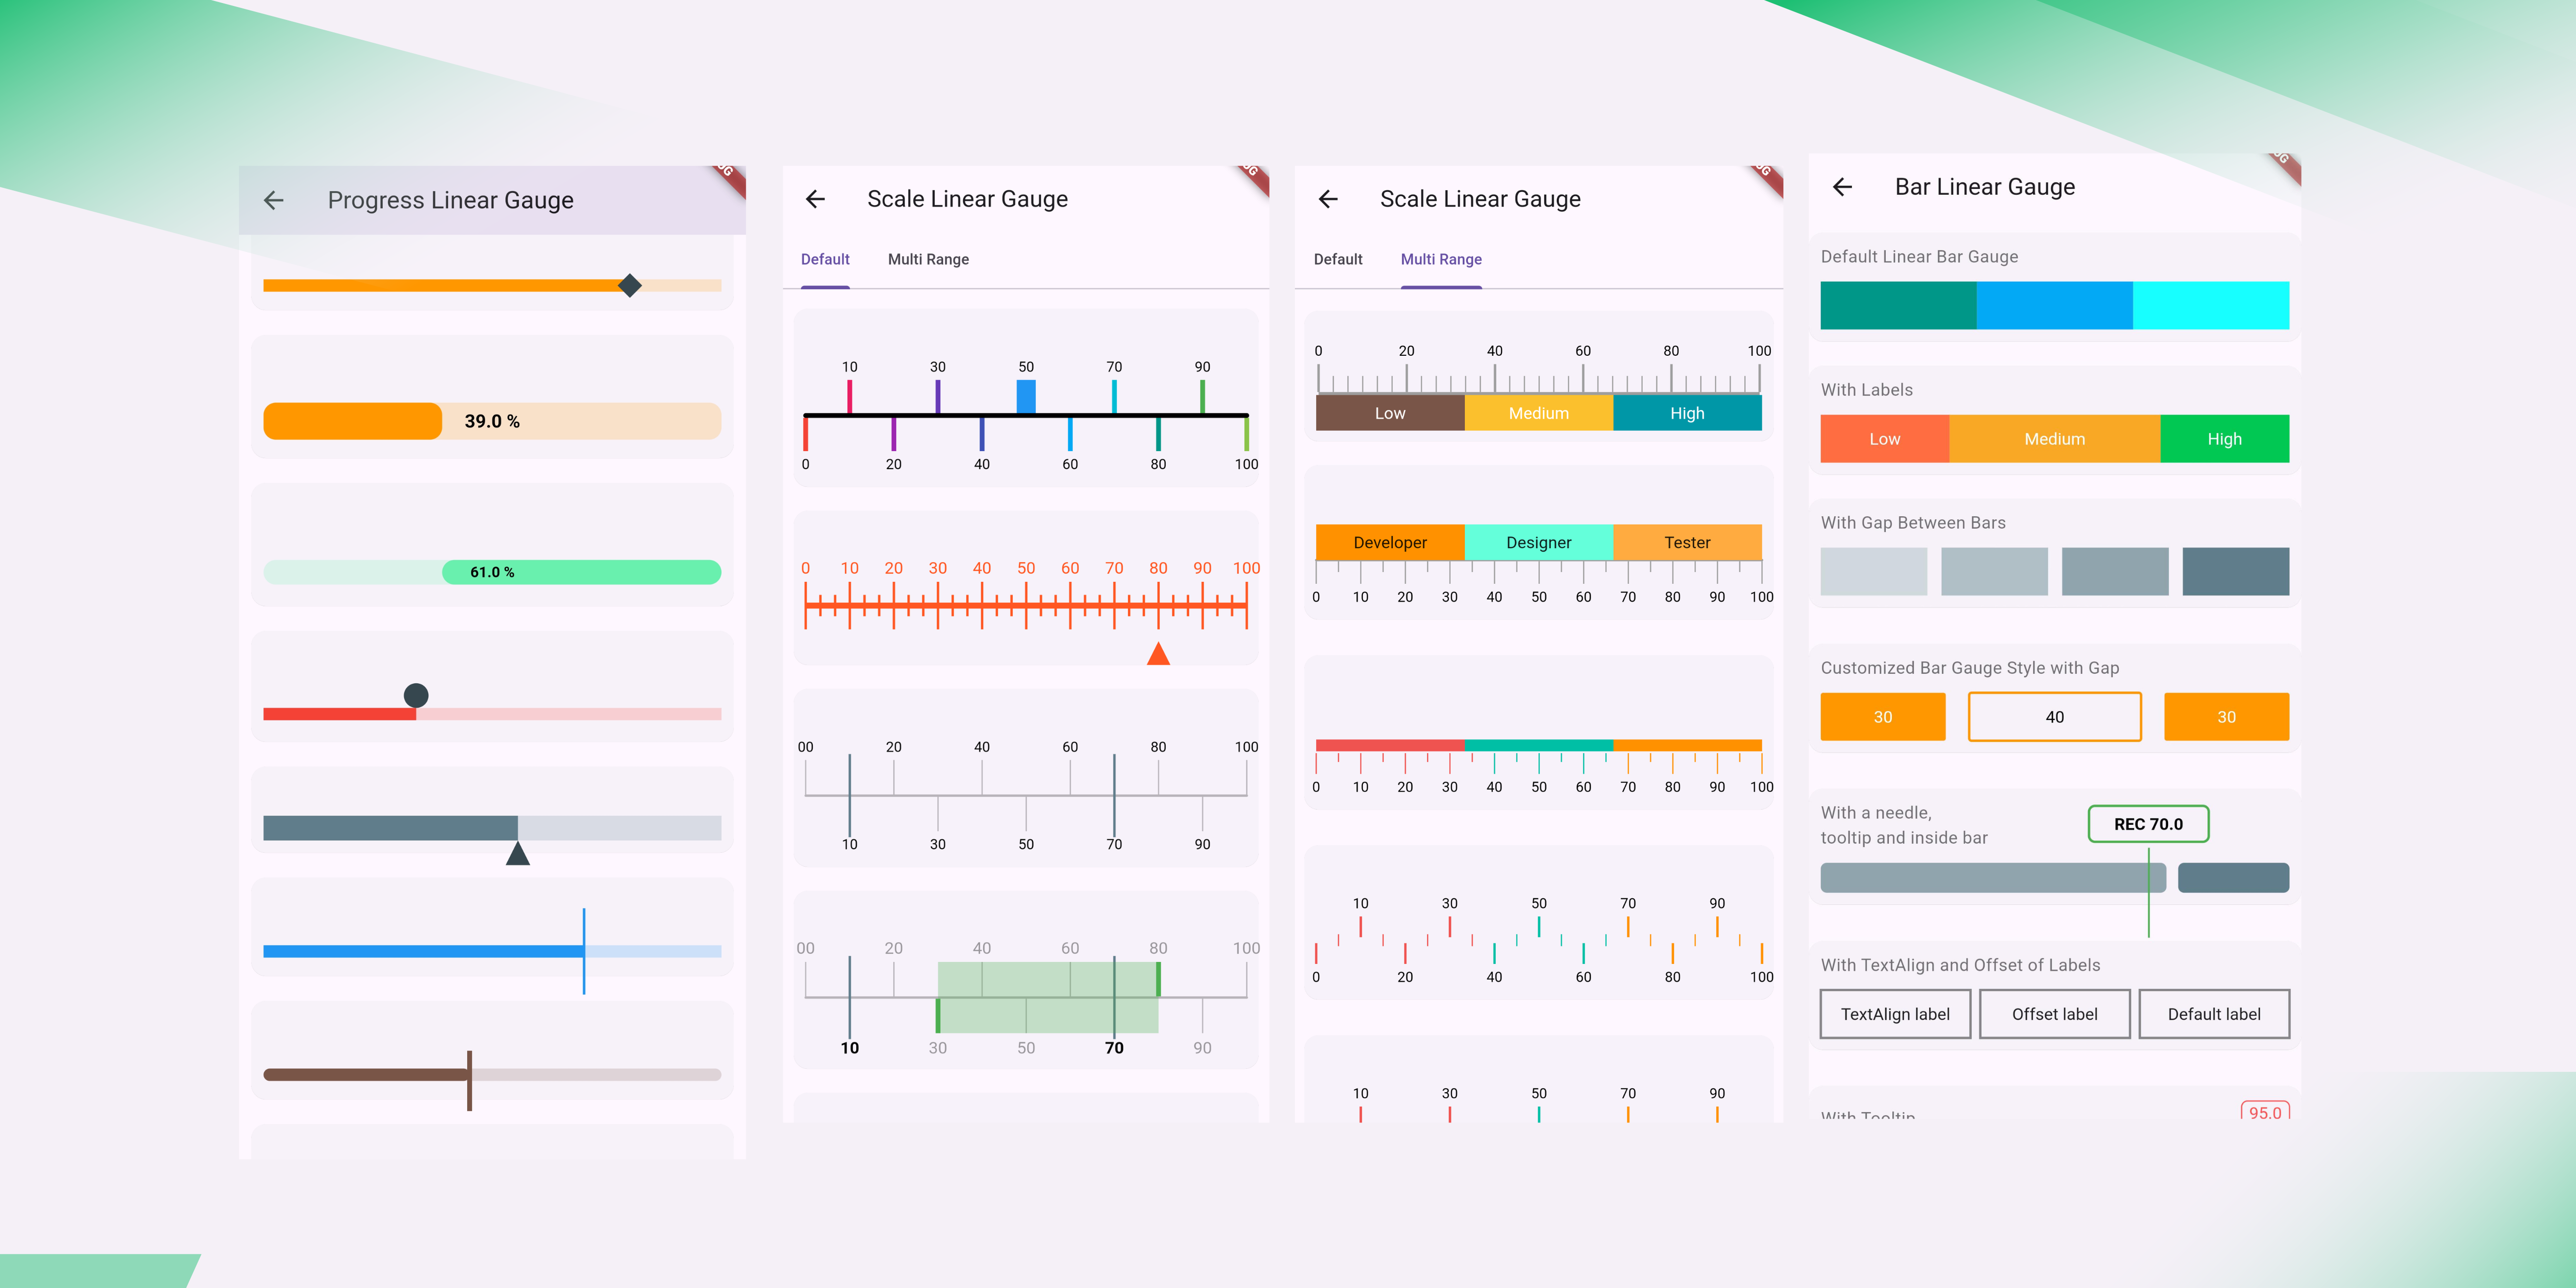 Progress Linear Gauge
39.0 %
61.0 %
Scale Linear Gauge
Default Multi Range
10 30 50 70 90
0 20 40 60 80 100
0 10 20 30 40 50 60 70 80 90 100
00 20 40 60 80 100
10 30 50 70 90
00 20 40 60 80 100
10 30 50 70 90
Scale Linear Gauge
Default Multi Range
0 20 40 60 80 100
Low Medium High
Developer Designer Tester
0 10 20 30 40 50 60 70 80 90 100
0 10 20 30 40 50 60 70 80 90 100
10 30 50 70 90
0 20 40 60 80 100
10 30 50 70 90
Bar Linear Gauge
Default Linear Bar Gauge
With Labels
Low Medium High
With Gap Between Bars
Customized Bar Gauge Style with Gap
30 40 30
With a needle,
tooltip and inside bar
REC 70.0
With TextAlign and Offset of Labels
TextAlign label Offset label Default label
With Tooltip
95.0